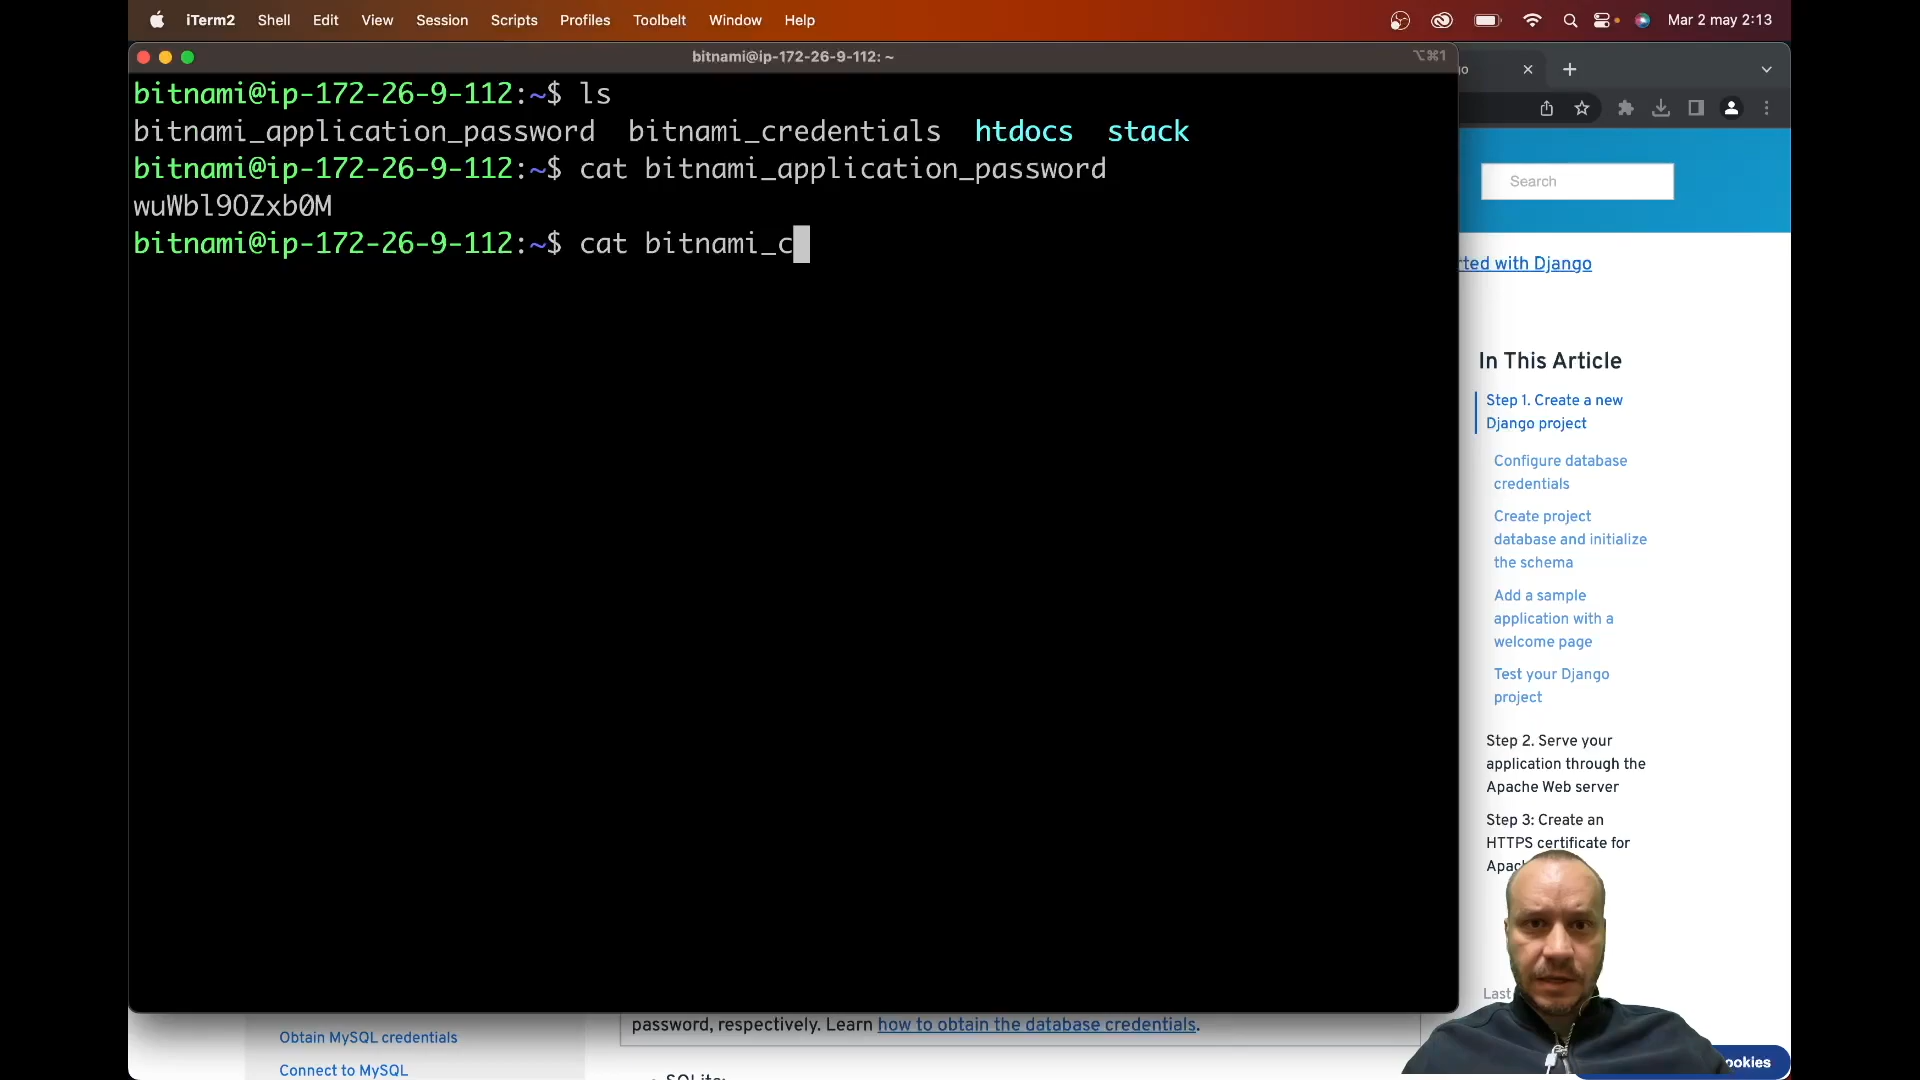 iTerm2 Shell Edit View Session Scripts Profiles Toolbelt Window Help Mar 2 may 2:13
bitnami@ip-172-26-9-112: ~ ⌥⌘1
bitnami@ip-172-26-9-112:~$ ls
bitnami_application_password bitnami_credentials htdocs stack
bitnami@ip-172-26-9-112:~$ cat bitnami_application_password
wuWbl9OZxb0M
bitnami@ip-172-26-9-112:~$ cat bitnami_c
Search
with Django
In This Article
Step 1. Create a new
Django project
Configure database
credentials
Create project
database and initialize
the schema
Add a sample
application with a
welcome page
Test your Django
project
Step 2. Serve your
application through the
Apache Web server
Step 3: Create an
HTTPS certificate for
Last
password, respectively. Learn how to obtain the database credentials.
Obtain MySQL credentials
Connect to MySQL